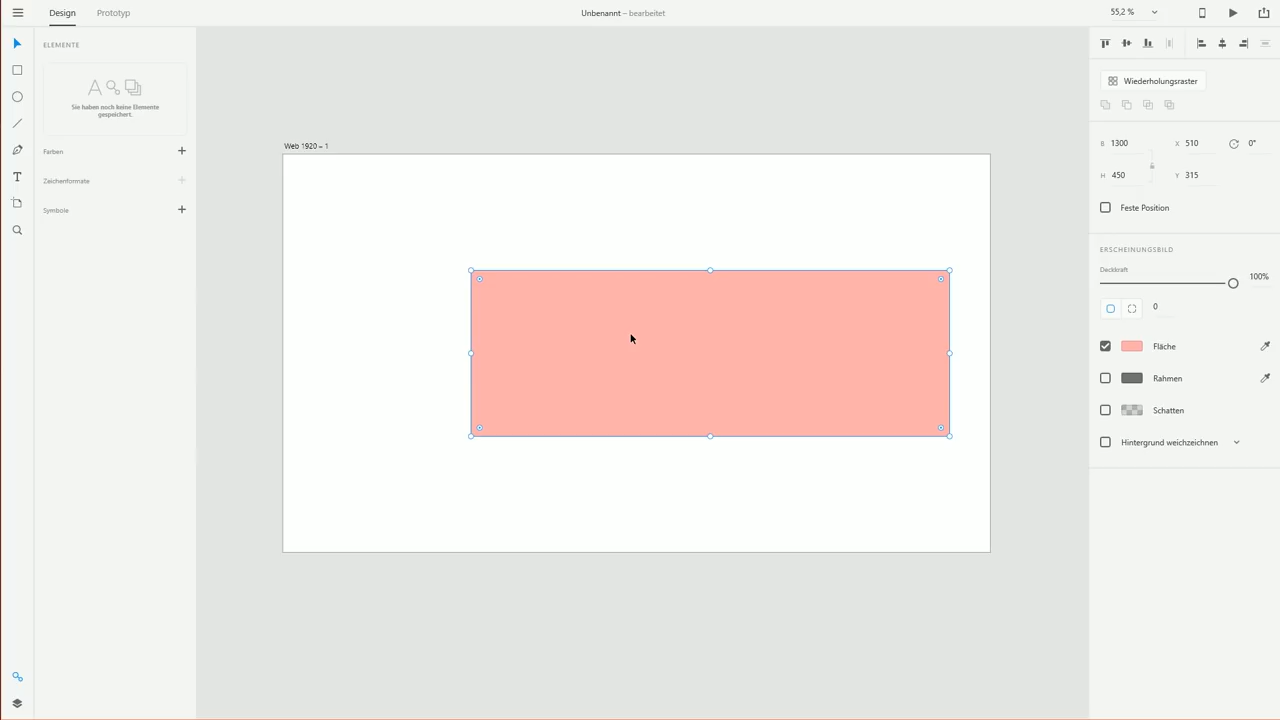 Design
Prototyp
Unbenannt – bearbeitet
55,2 %
ELEMENTE
Sie haben noch keine Elemente
gespeichert.
Farben
Zeichenformate
Symbole
Web 1920 – 1
Wiederholungsraster
B 1300
X 510
0°
H 450
Y 315
Feste Position
ERSCHEINUNGSBILD
Deckkraft
100%
0
Fläche
Rahmen
Schatten
Hintergrund weichzeichnen